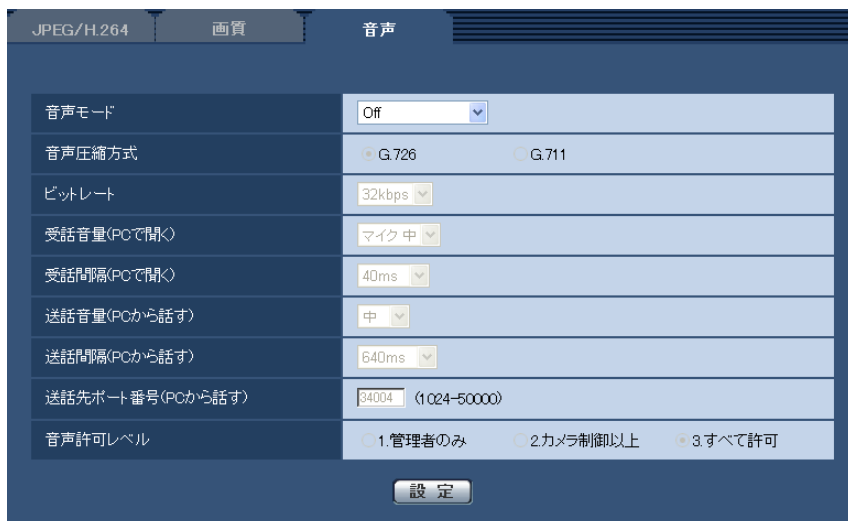 JPEG/H.264 画質 音声
音声モード Off
音声圧縮方式 G.726 G.711
ビットレート 32kbps
受話音量(PCで聞く) マイク 中
受話間隔(PCで聞く) 40ms
送話音量(PCから話す) 中
送話間隔(PCから話す) 640ms
送話先ポート番号(PCから話す) 34004 (1024-50000)
音声許可レベル 1.管理者のみ 2.カメラ制御以上 3.すべて許可
設 定